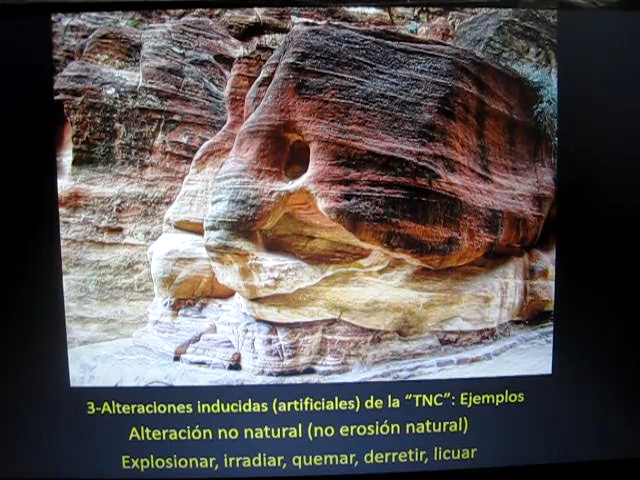 3-Alteraciones inducidas (artificiales) de la “TNC”: Ejemplos
Alteración no natural (no erosión natural)
Explosionar, irradiar, quemar, derretir, licuar